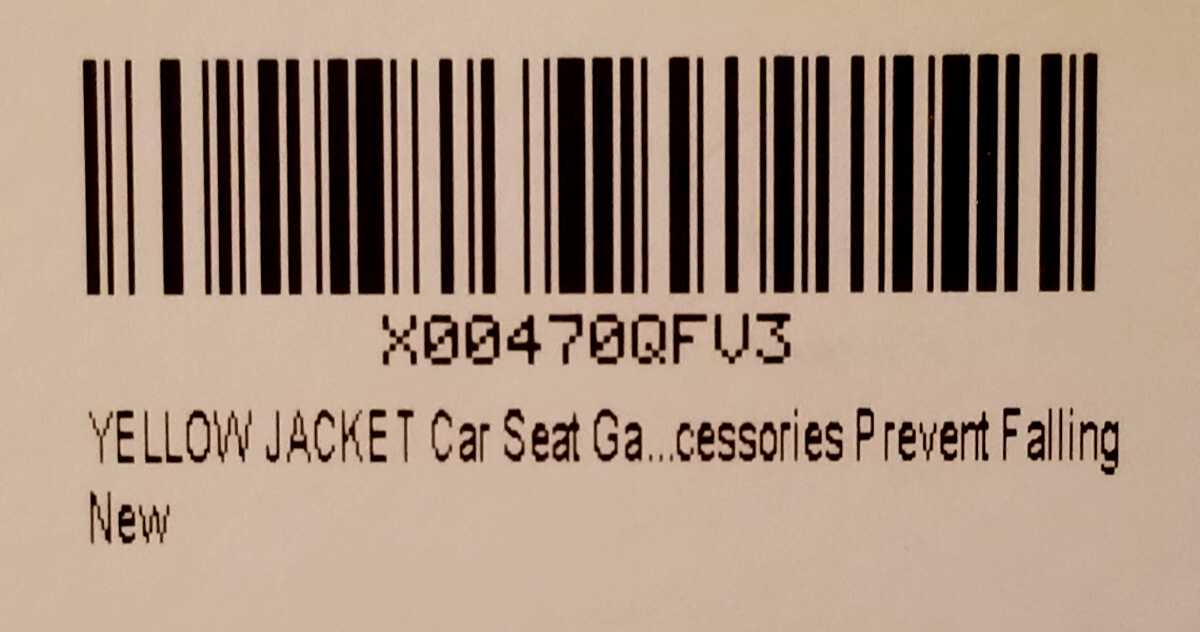 X00470QFV3
YELLOW JACKET Car Seat Ga...cessories Prevent Falling
New